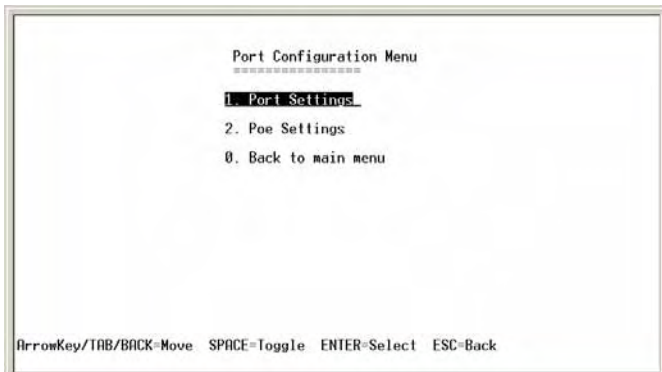 Port Configuration Menu
=================
1. Port Settings_
2. Poe Settings
0. Back to main menu
ArrowKey/TAB/BACK=Move SPACE=Toggle ENTER=Select ESC=Back